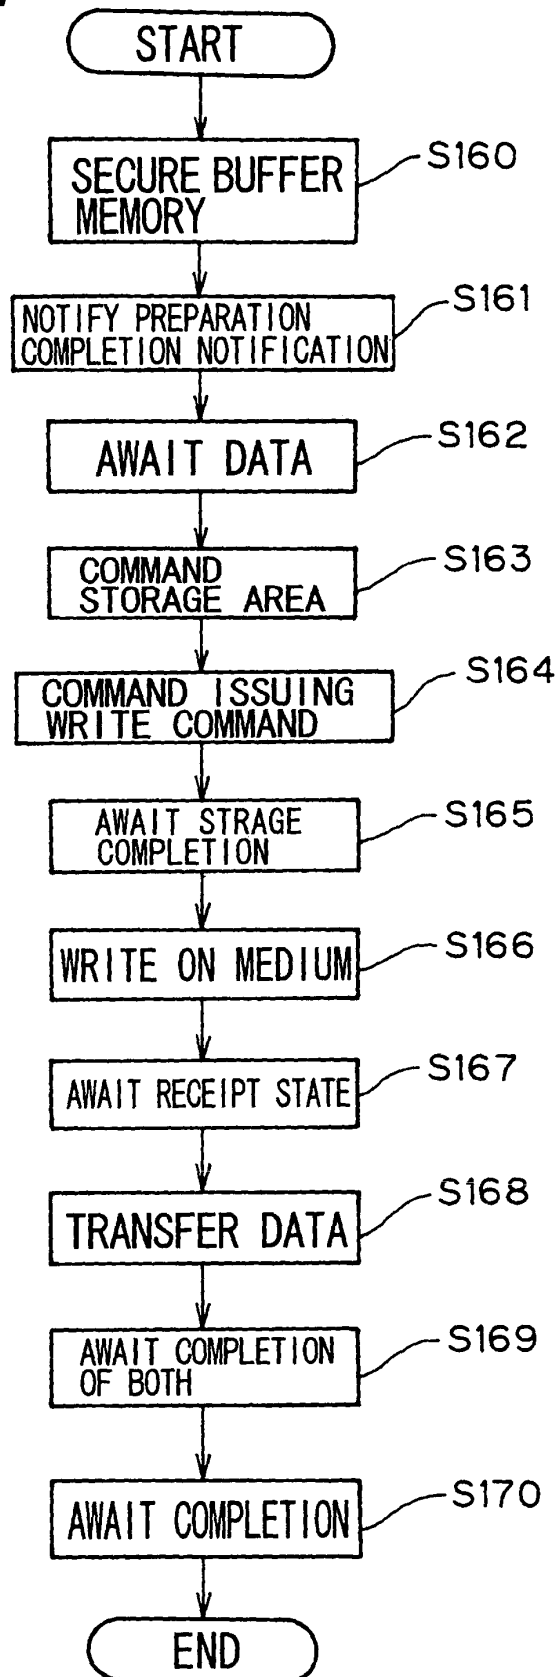 START
S160
SECURE BUFFER
MEMORY
S161
NOTIFY PREPARATION
COMPLETION NOTIFICATION
S162
AWAIT DATA
S163
COMMAND
STORAGE AREA
S164
COMMAND ISSUING
WRITE COMMAND
S165
AWAIT STRAGE
COMPLETION
S166
WRITE ON MEDIUM
S167
AWAIT RECEIPT STATE
S168
TRANSFER DATA
S169
AWAIT COMPLETION
OF BOTH
S170
AWAIT COMPLETION
END